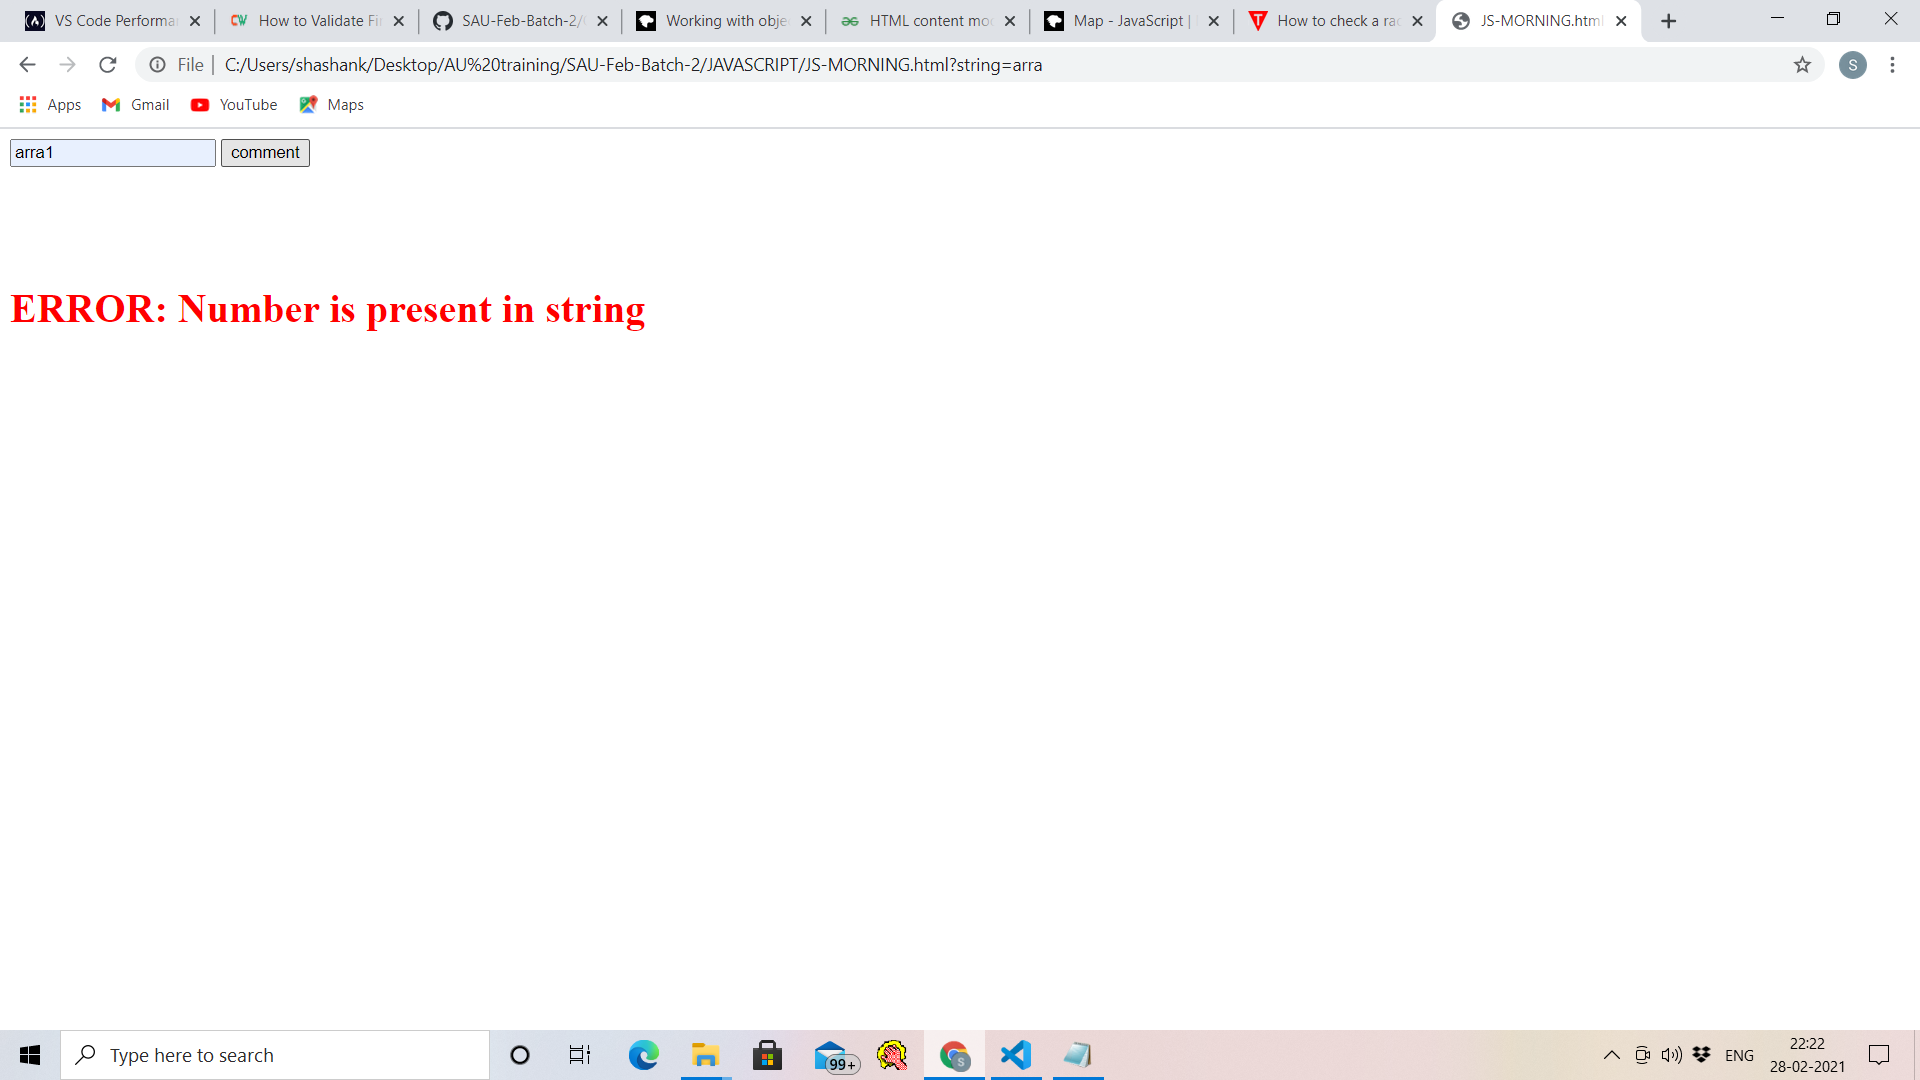 VS Code Performa
How to Validate Fi
SAU-Feb-Batch-2/
Working with obje
HTML content mo
Map - JavaScript |
How to check a ra
JS-MORNING.html
File | C:/Users/shashank/Desktop/AU%20training/SAU-Feb-Batch-2/JAVASCRIPT/JS-MORNING.html?string=arra
S
Apps Gmail YouTube Maps
arra1 comment
ERROR: Number is present in string
Type here to search
99+
S
ENG
22:22
28-02-2021